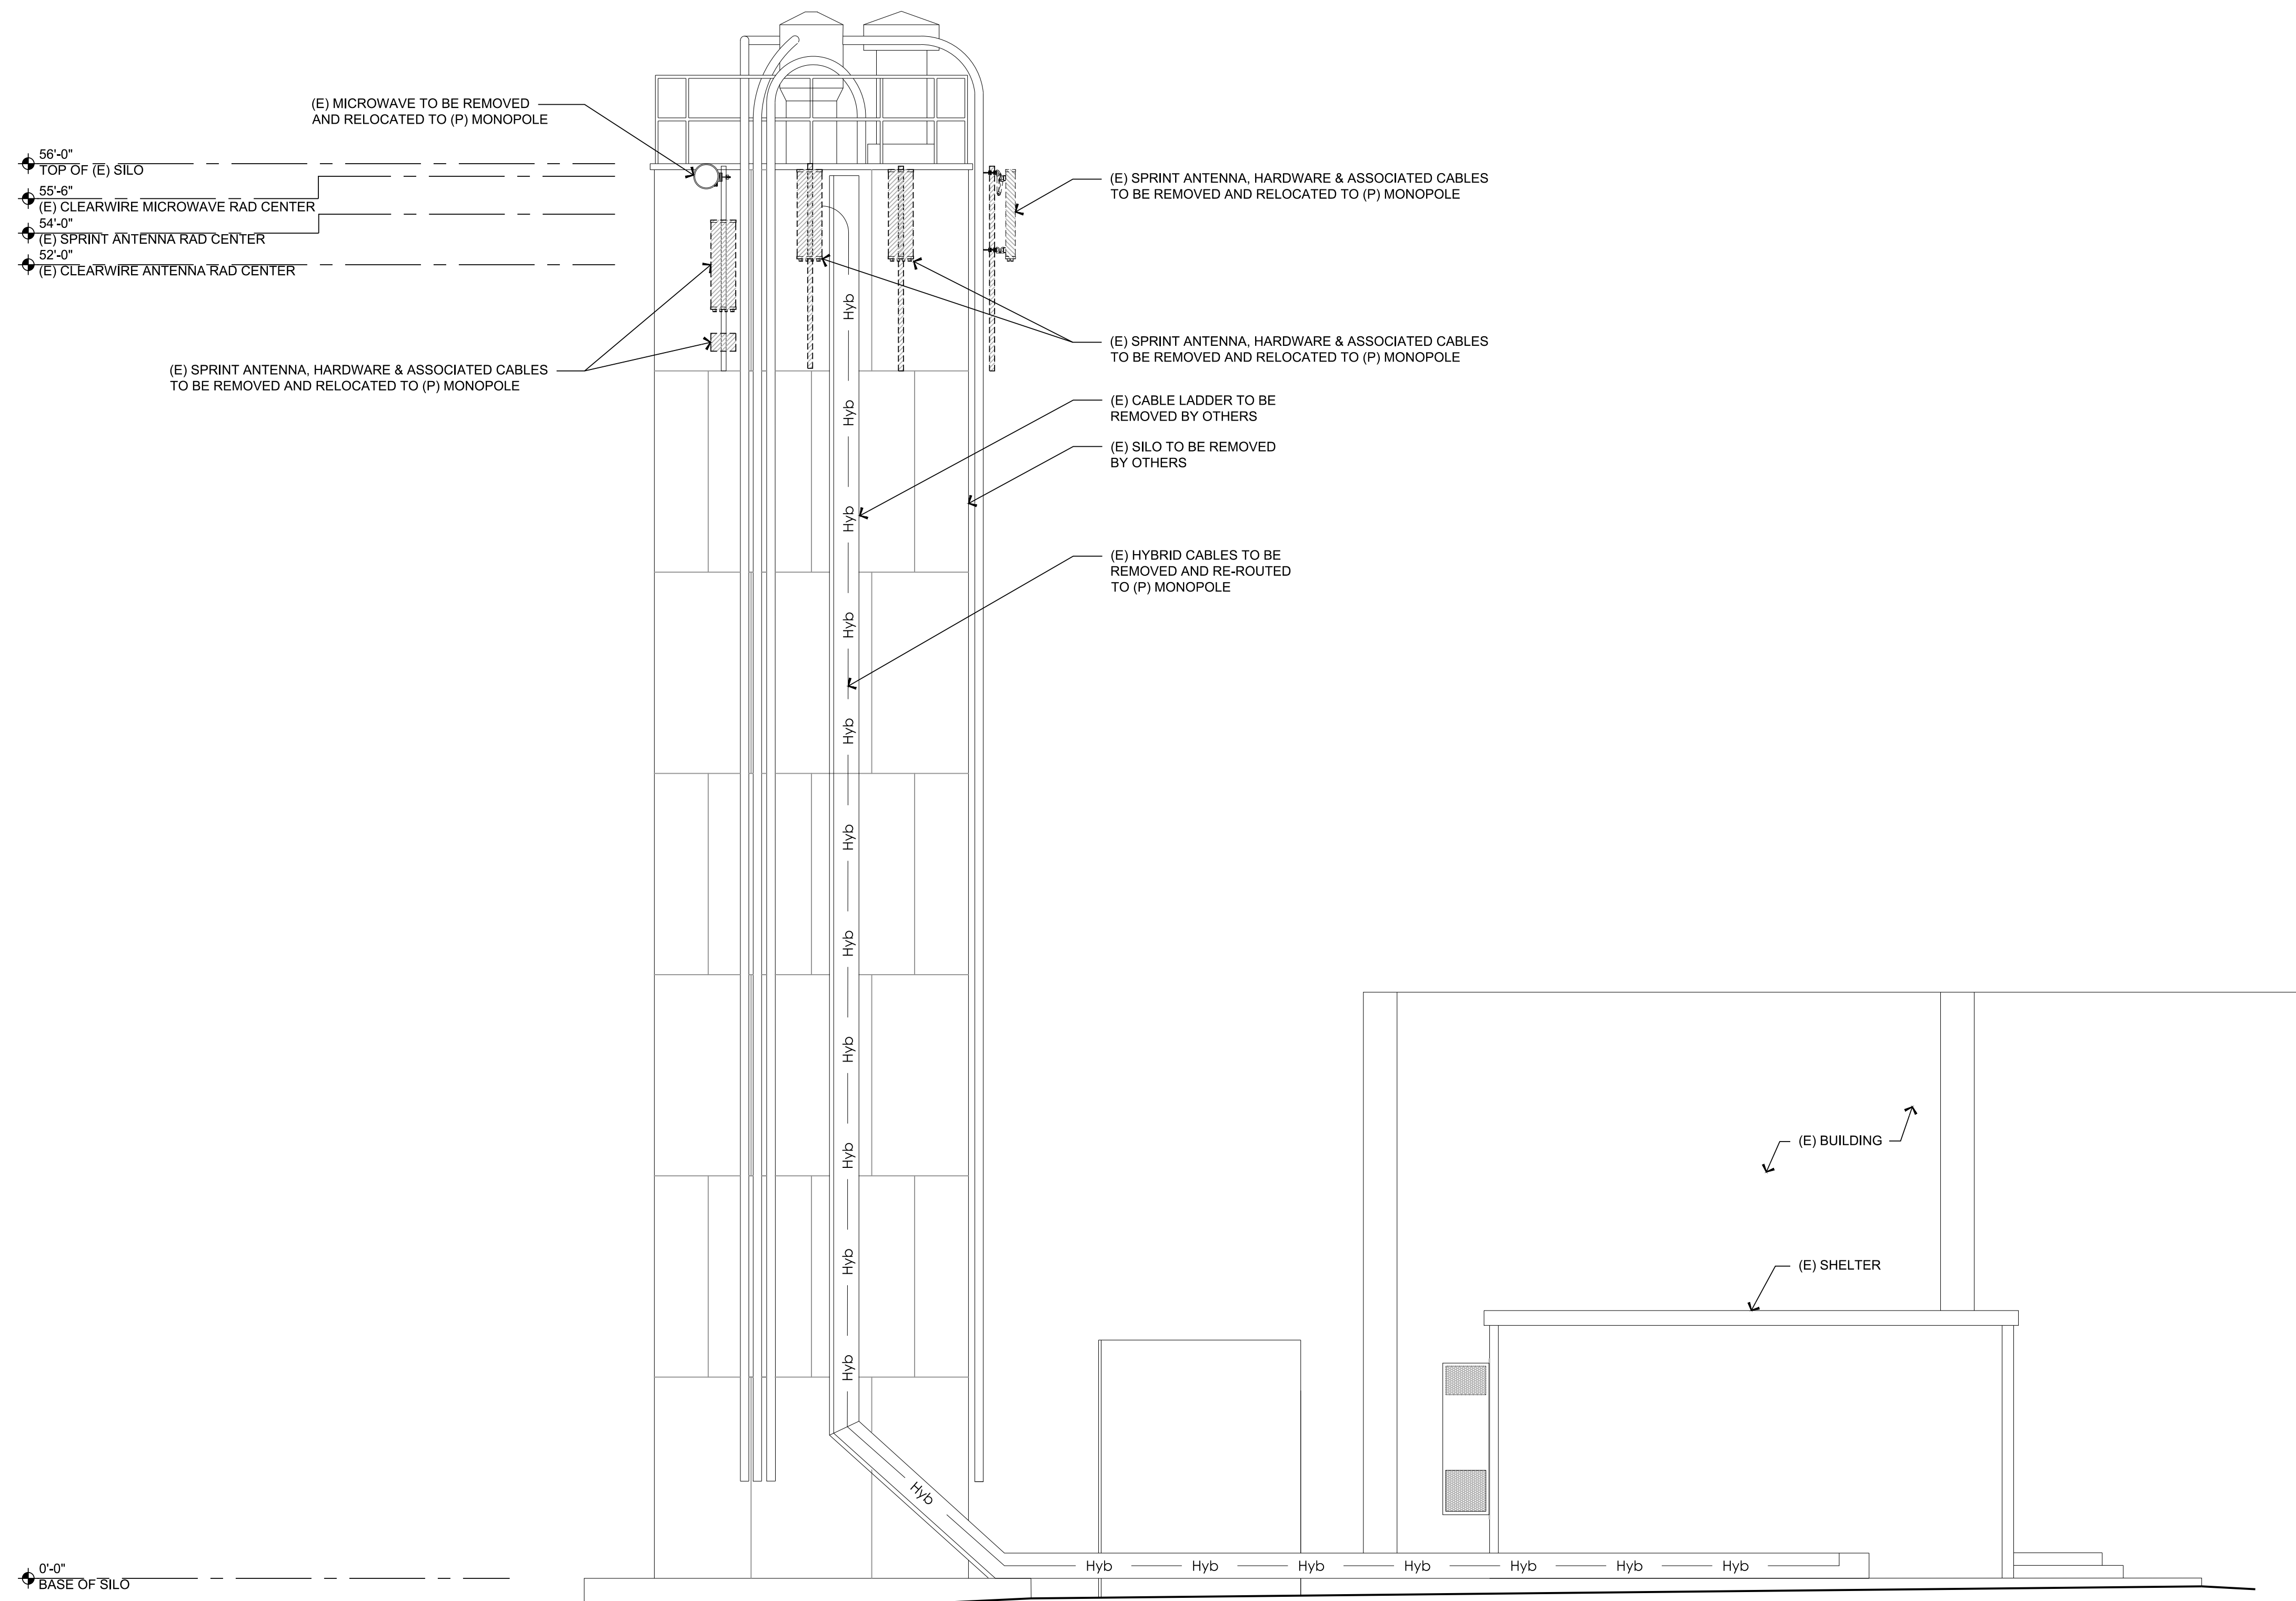 (E) MICROWAVE TO BE REMOVED
AND RELOCATED TO (P) MONOPOLE
56'-0"
TOP OF (E) SILO
55'-6"
(E) CLEARWIRE MICROWAVE RAD CENTER
54'-0"
(E) SPRINT ANTENNA RAD CENTER
52'-0"
(E) CLEARWIRE ANTENNA RAD CENTER
(E) SPRINT ANTENNA, HARDWARE & ASSOCIATED CABLES
TO BE REMOVED AND RELOCATED TO (P) MONOPOLE
(E) SPRINT ANTENNA, HARDWARE & ASSOCIATED CABLES
TO BE REMOVED AND RELOCATED TO (P) MONOPOLE
(E) SPRINT ANTENNA, HARDWARE & ASSOCIATED CABLES
TO BE REMOVED AND RELOCATED TO (P) MONOPOLE
(E) CABLE LADDER TO BE
REMOVED BY OTHERS
(E) SILO TO BE REMOVED
BY OTHERS
(E) HYBRID CABLES TO BE
REMOVED AND RE-ROUTED
TO (P) MONOPOLE
Hyb
Hyb
Hyb
Hyb
Hyb
Hyb
Hyb
Hyb
Hyb
Hyb
Hyb
Hyb
(E) BUILDING
(E) SHELTER
Hyb Hyb Hyb Hyb Hyb Hyb Hyb
0'-0"
BASE OF SILO